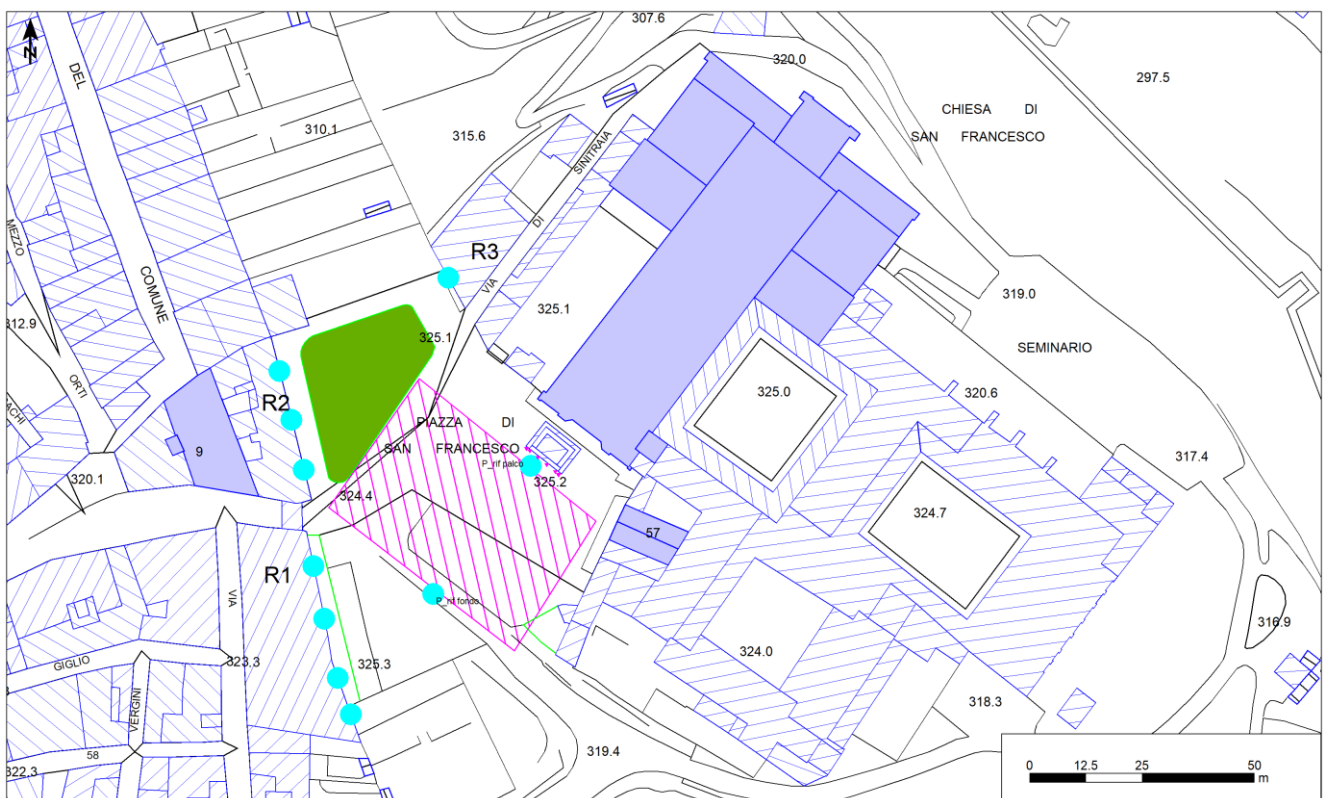 N
307.6
DEL
320.0
297.5
CHIESA DI
SAN FRANCESCO
310.1
315.6
SINITRAIA
DI
VIA
MEZZO
R3
COMUNE
319.0
312.9
325.1
325.1
SEMINARIO
ORTI
R2
325.0
320.6
PIAZZA DI
SAN FRANCESCO
9
P_rif palco
317.4
320.1
325.2
324.4
324.7
57
R1
VIA
P_rif fondo
316.9
GIGLIO
323.3
325.3
324.0
VERGINI
318.3
319.4
58
322.3
0 12.5 25 50
m